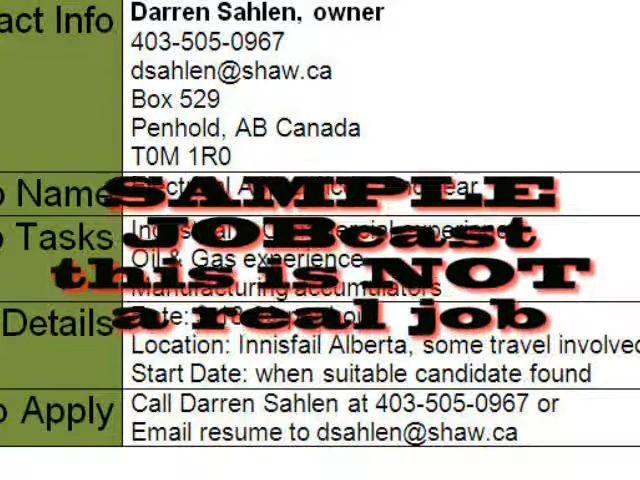 act Info
Darren Sahlen, owner
403-505-0967
dsahlen@shaw.ca
Box 529
Penhold, AB Canada
T0M 1R0
Name
Tasks
Oil & Gas experience
Manufacturing accumulators
Details
Location: Innisfail Alberta, some travel involved
Start Date: when suitable candidate found
Apply
Call Darren Sahlen at 403-505-0967 or
Email resume to dsahlen@shaw.ca
SAMPLE
JOBcast
this is NOT
a real job